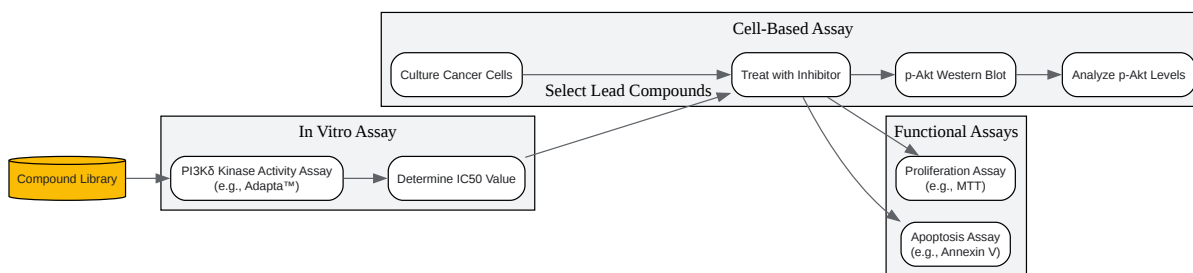 Cell-Based Assay
Culture Cancer Cells
Treat with Inhibitor
p-Akt Western Blot
Analyze p-Akt Levels
Select Lead Compounds
In Vitro Assay
Functional Assays
Compound Library
PI3Kδ Kinase Activity Assay
(e.g., Adapta™)
Determine IC50 Value
Proliferation Assay
(e.g., MTT)
Apoptosis Assay
(e.g., Annexin V)